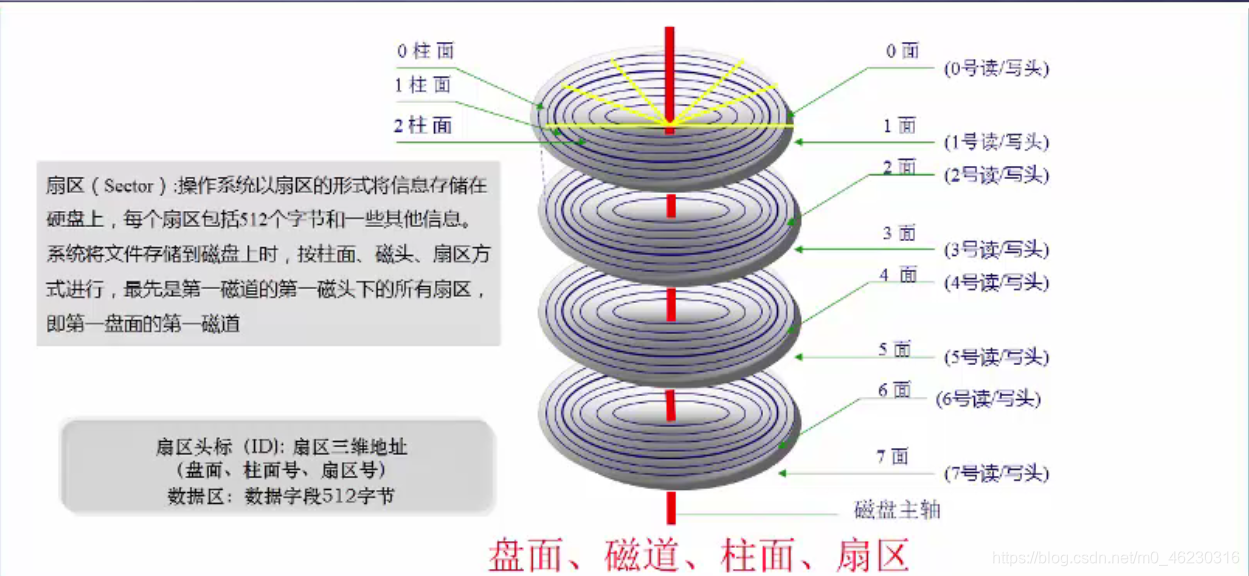 0 柱 面
1 柱 面
2 柱 面
0 面
(0号读/写头)
1 面
(1号读/写头)
2 面
(2号读/写头)
3 面
(3号读/写头)
4 面
(4号读/写头)
5 面
(5号读/写头)
6 面
(6号读/写头)
7 面
(7号读/写头)
磁盘主轴
扇区（Sector）:操作系统以扇区的形式将信息存储在
硬盘上，每个扇区包括512个字节和一些其他信息。
系统将文件存储到磁盘上时，按柱面、磁头、扇区方
式进行，最先是第一磁道的第一磁头下的所有扇区，
即第一盘面的第一磁道
扇区头标（ID): 扇区三维地址
（盘面、柱面号、扇区号）
数据区：数据字段512字节
盘面、磁道、柱面、扇区
https://blog.csdn.net/m0_46230316